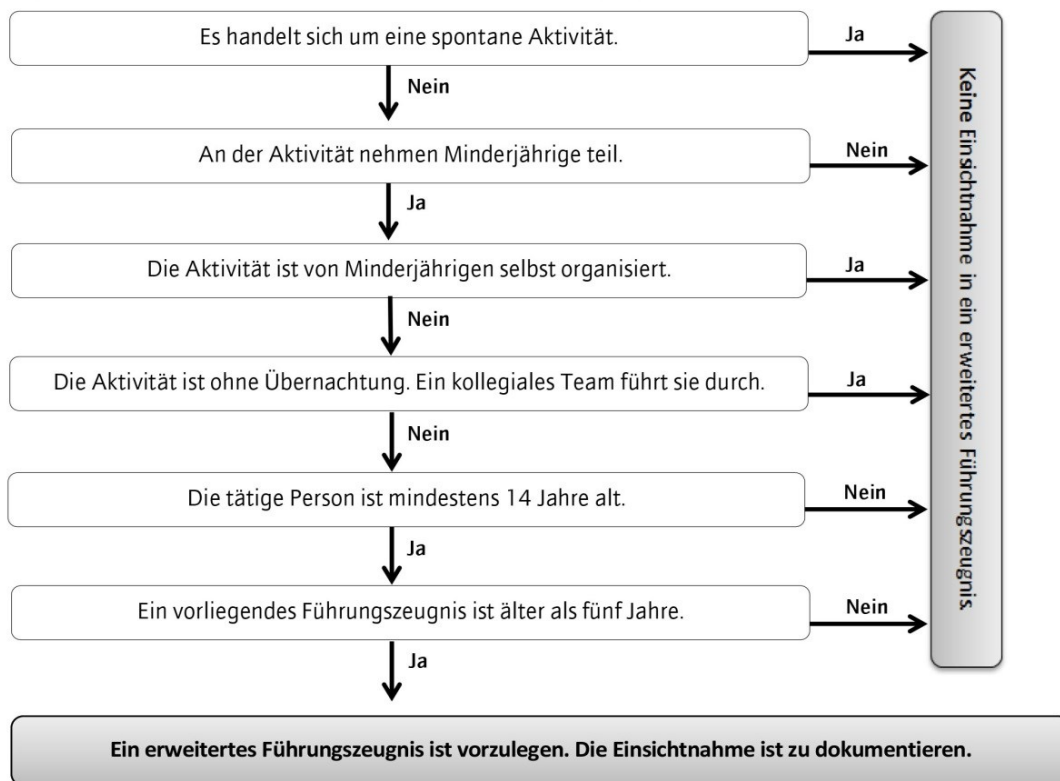 Es handelt sich um eine spontane Aktivität.
Ja
Nein
An der Aktivität nehmen Minderjährige teil.
Nein
Ja
Die Aktivität ist von Minderjährigen selbst organisiert.
Ja
Nein
Die Aktivität ist ohne Übernachtung. Ein kollegiales Team führt sie durch.
Ja
Nein
Die tätige Person ist mindestens 14 Jahre alt.
Nein
Ja
Ein vorliegendes Führungszeugnis ist älter als fünf Jahre.
Nein
Ja
Keine Einsichtnahme in ein erweitertes Führungszeugnis.
Ein erweitertes Führungszeugnis ist vorzulegen. Die Einsichtnahme ist zu dokumentieren.